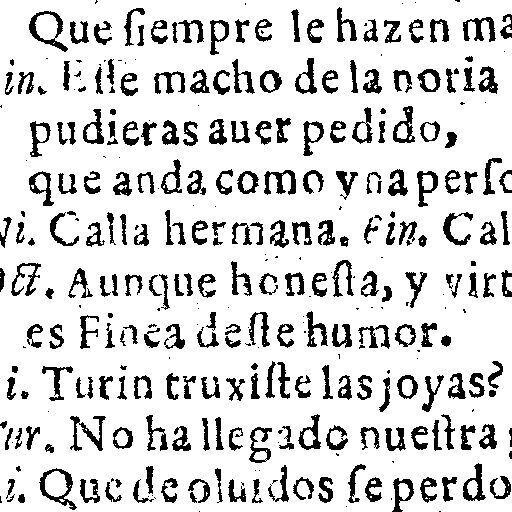 Que ſiempre le hazen ma
in. Eſte macho de la noria
pudieras auer pedido,
que anda como vna perſo
Ni. Calla hermana. Fin. Cal
Oct. Aunque honeſta, y virt
es Finea deſte humor.
i. Turin truxiſte las joyas?
Tur. No ha llegado nueſtra
i. Que de oluidos ſe perdo